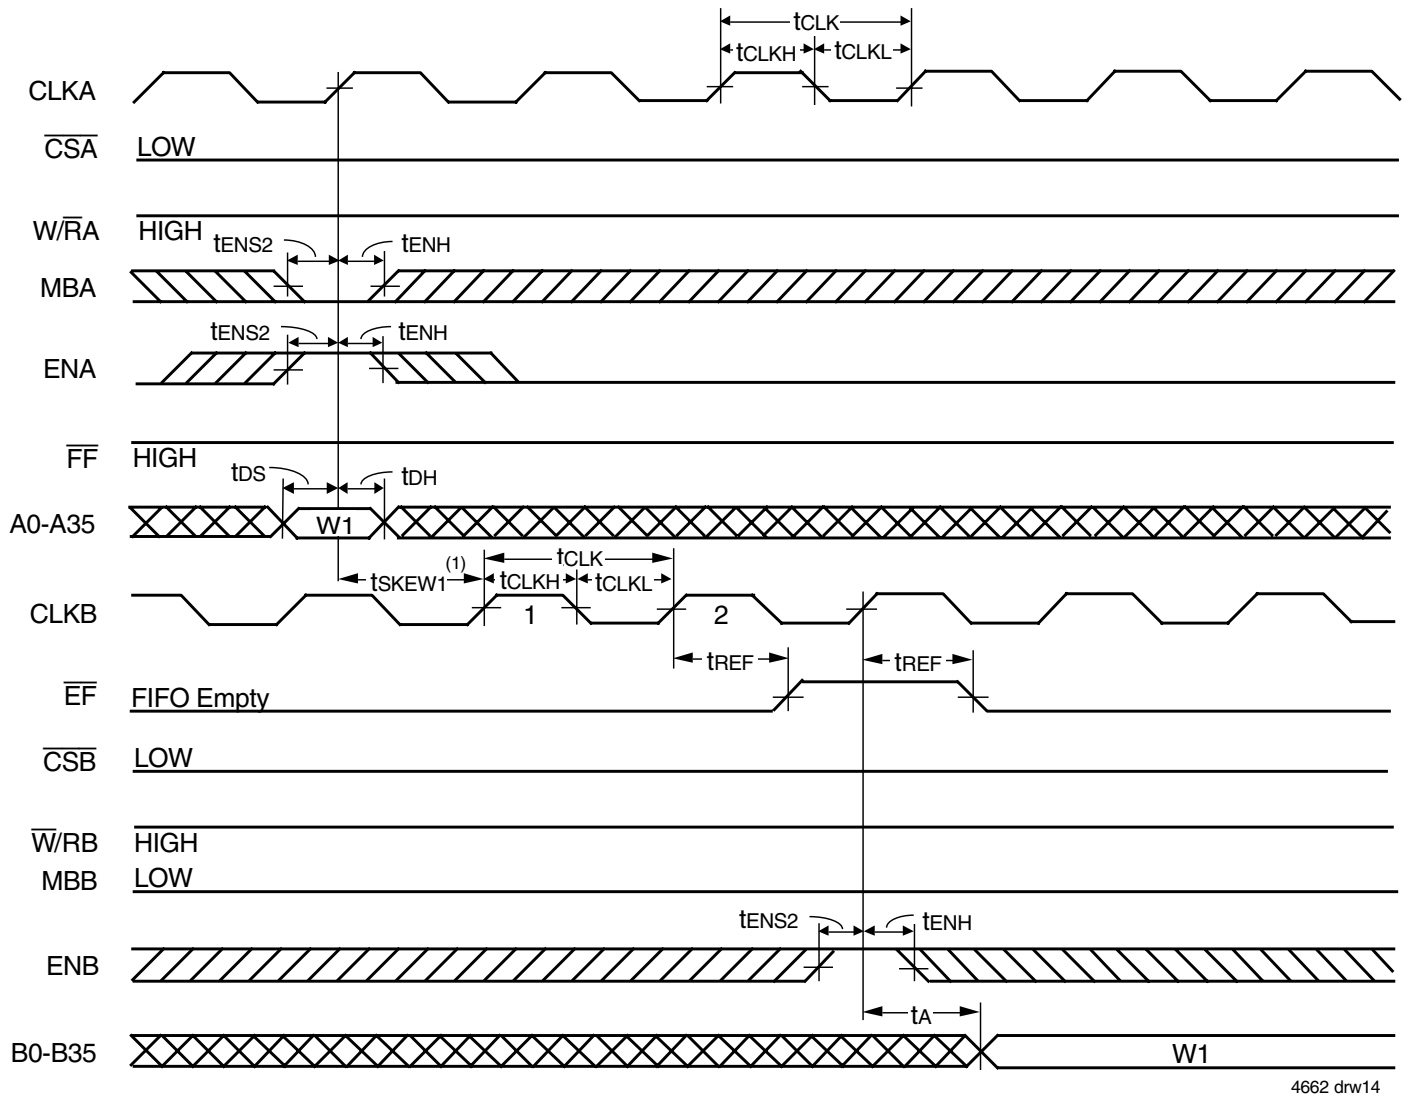 tCLK
tCLKH tCLKL
CLKA
CSA LOW
W/RA HIGH
tENS2 tENH
MBA
tENS2 tENH
ENA
FF HIGH
tDS tDH
A0-A35 W1
tSKEW1(1) tCLK
tCLKH tCLKL
CLKB 1 2
tREF tREF
EF FIFO Empty
CSB LOW
W/RB HIGH
MBB LOW
tENS2 tENH
ENB
tA
B0-B35 W1
4662 drw14